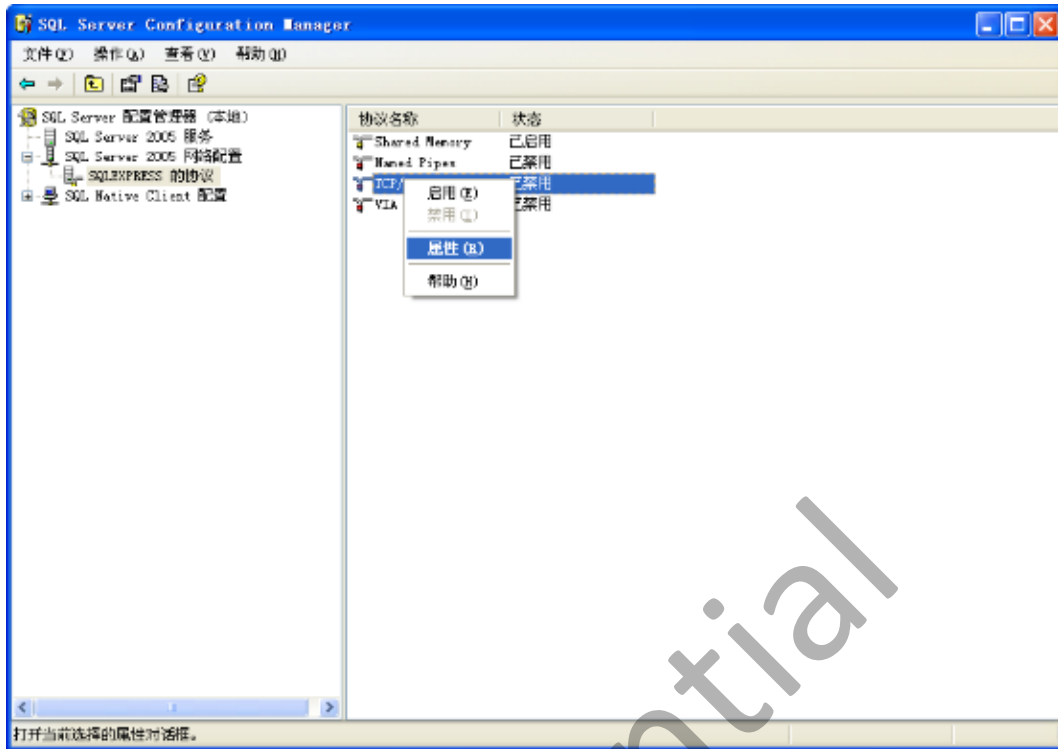 SQL Server Configuration Manager
文件(F) 操作(A) 查看(V) 帮助(H)
SQL Server 配置管理器 (本地)
SQL Server 2005 服务
SQL Server 2005 网络配置
SQLEXPRESS 的协议
SQL Native Client 配置
协议名称 状态
Shared Memory 已启用
Named Pipes 已禁用
TCP/ 已禁用
VIA 已禁用
启用(E)
禁用(I)
属性(R)
帮助(H)
打开当前选择的属性对话框。
ntial